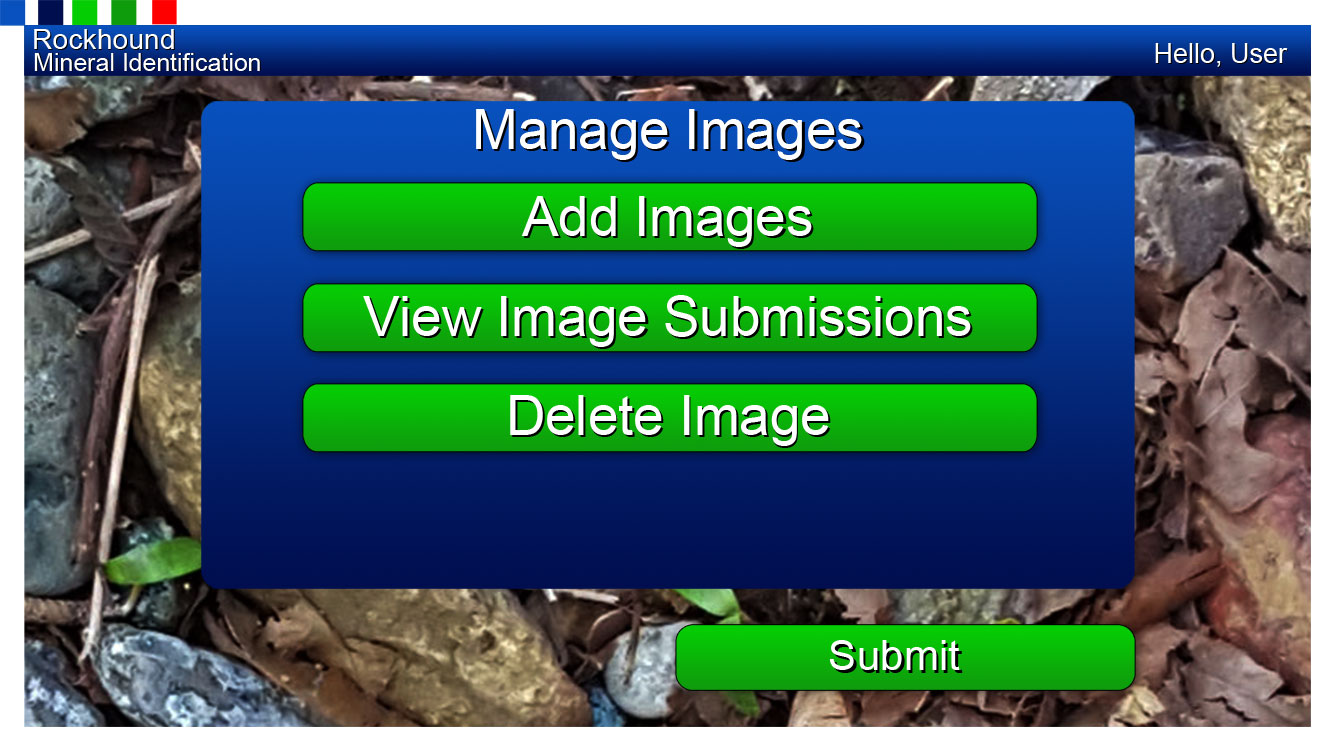 Rockhound
Mineral Identification
Hello, User
Manage Images
Add Images
View Image Submissions
Delete Image
Submit